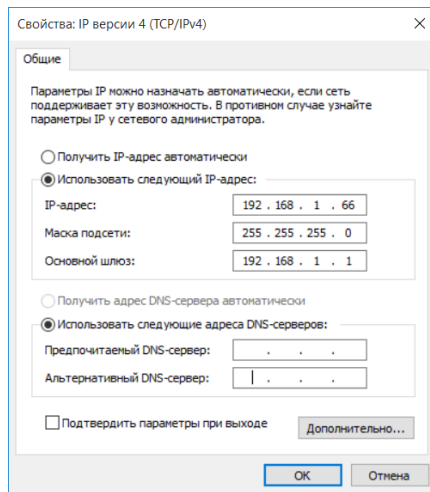 Свойства: IP версии 4 (TCP/IPv4)
Общие
Параметры IP можно назначать автоматически, если сеть
поддерживает эту возможность. В противном случае узнайте
параметры IP у сетевого администратора.
Получить IP-адрес автоматически
Использовать следующий IP-адрес:
IP-адрес: 192 . 168 . 1 . 66
Маска подсети: 255 . 255 . 255 . 0
Основной шлюз: 192 . 168 . 1 . 1
Получить адрес DNS-сервера автоматически
Использовать следующие адреса DNS-серверов:
Предпочитаемый DNS-сервер: . . .
Альтернативный DNS-сервер: . . .
Подтвердить параметры при выходе
Дополнительно...
ОК Отмена